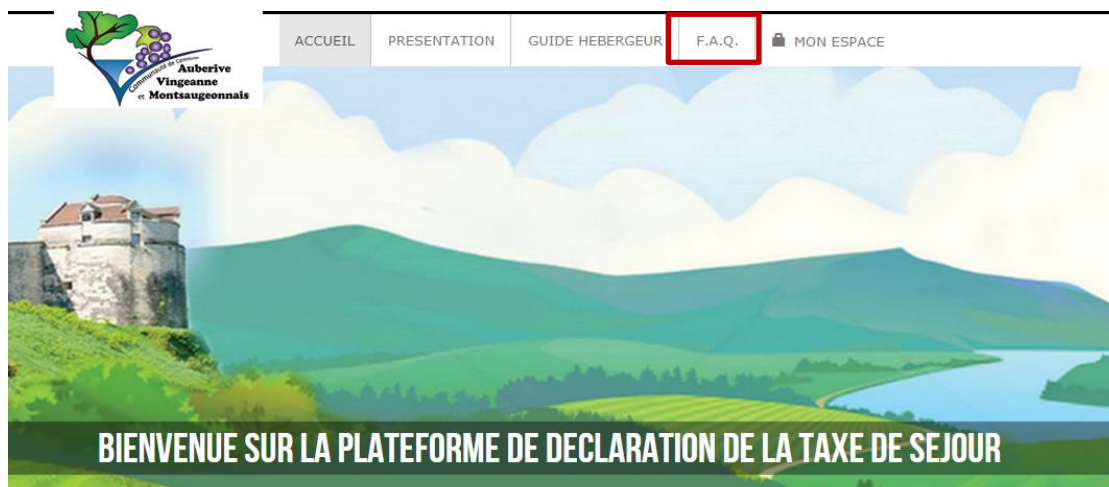 ACCUEIL PRESENTATION GUIDE HEBERGEUR F.A.Q. MON ESPACE
Communauté de Communes
Auberive
Vingeanne
et Montsaugeonnais
BIENVENUE SUR LA PLATEFORME DE DECLARATION DE LA TAXE DE SEJOUR